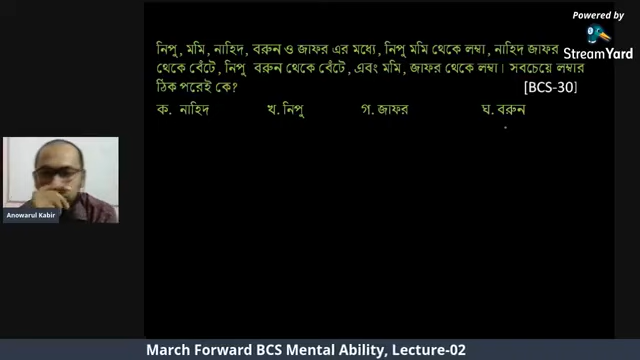 Powered by
StreamYard
নিপু, মমি, নাহিদ, বরুন ও জাফর এর মধ্যে, নিপু মমি থেকে লম্বা, নাহিদ জাফর
থেকে বেঁটে, নিপু বরুন থেকে বেঁটে, এবং মমি, জাফর থেকে লম্বা। সবচেয়ে লম্বার
ঠিক পরেই কে? [BCS-30]
ক. নাহিদ খ. নিপু গ. জাফর ঘ. বরুন
Anowarul Kabir
March Forward BCS Mental Ability, Lecture-02